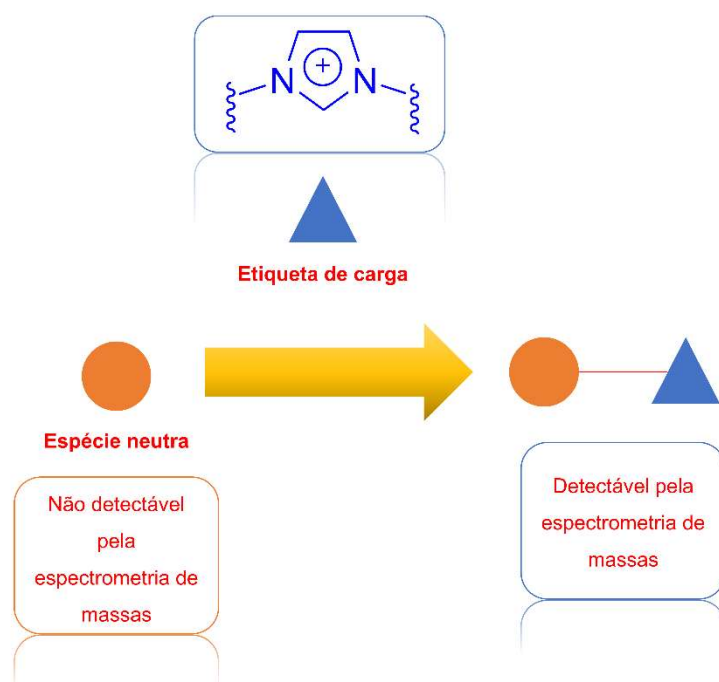 +
N N
Etiqueta de carga
Espécie neutra
Não detectável
pela
espectrometria de
massas
Detectável pela
espectrometria de
massas